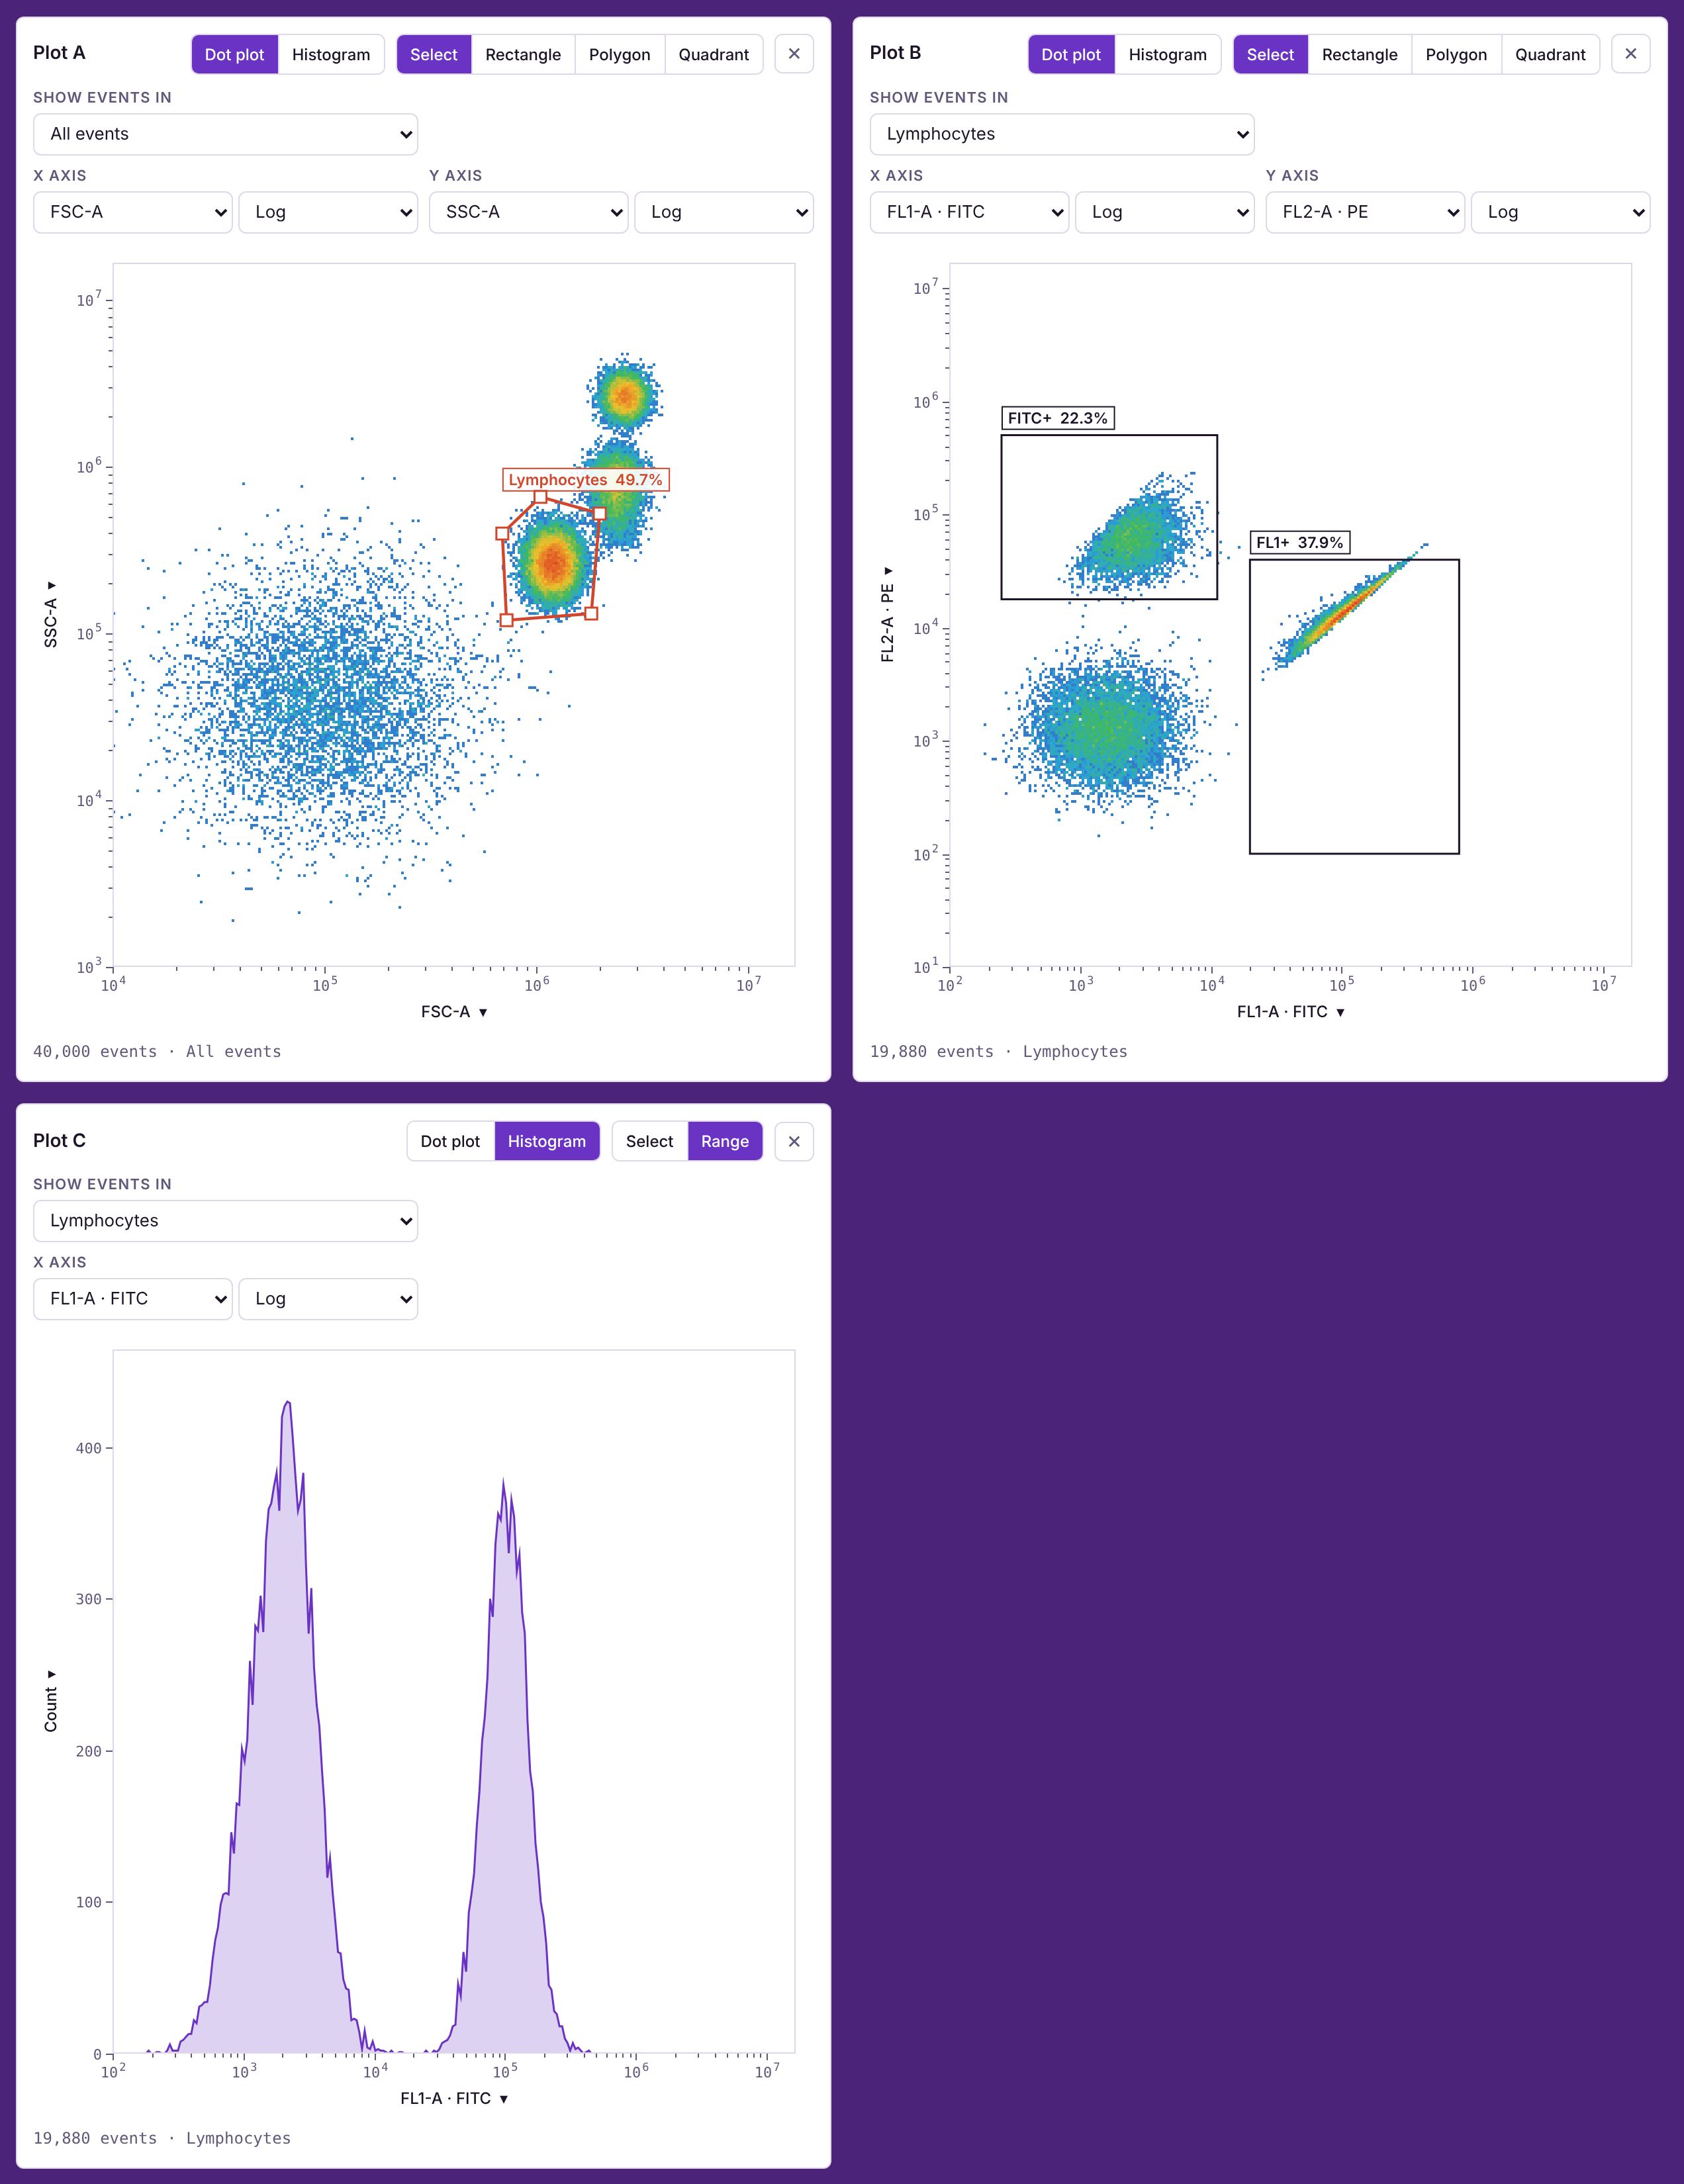 Plot A Dot plot Histogram Select Rectangle Polygon Quadrant ✕
SHOW EVENTS IN
All events
X AXIS Y AXIS
FSC-A Log SSC-A Log
10^7
10^6
10^5
10^4
10^3
SSC-A ▼
Lymphocytes 49.7%
10^4 10^5 10^6 10^7
FSC-A ▼
40,000 events · All events
Plot B Dot plot Histogram Select Rectangle Polygon Quadrant ✕
SHOW EVENTS IN
Lymphocytes
X AXIS Y AXIS
FL1-A · FITC Log FL2-A · PE Log
10^7
10^6
10^5
10^4
10^3
10^2
10^1
FL2-A · PE ▼
FITC+ 22.3%
FL1+ 37.9%
10^2 10^3 10^4 10^5 10^6 10^7
FL1-A · FITC ▼
19,880 events · Lymphocytes
Plot C Dot plot Histogram Select Range ✕
SHOW EVENTS IN
Lymphocytes
X AXIS
FL1-A · FITC Log
400
300
200
100
0
Count ▼
10^2 10^3 10^4 10^5 10^6 10^7
FL1-A · FITC ▼
19,880 events · Lymphocytes